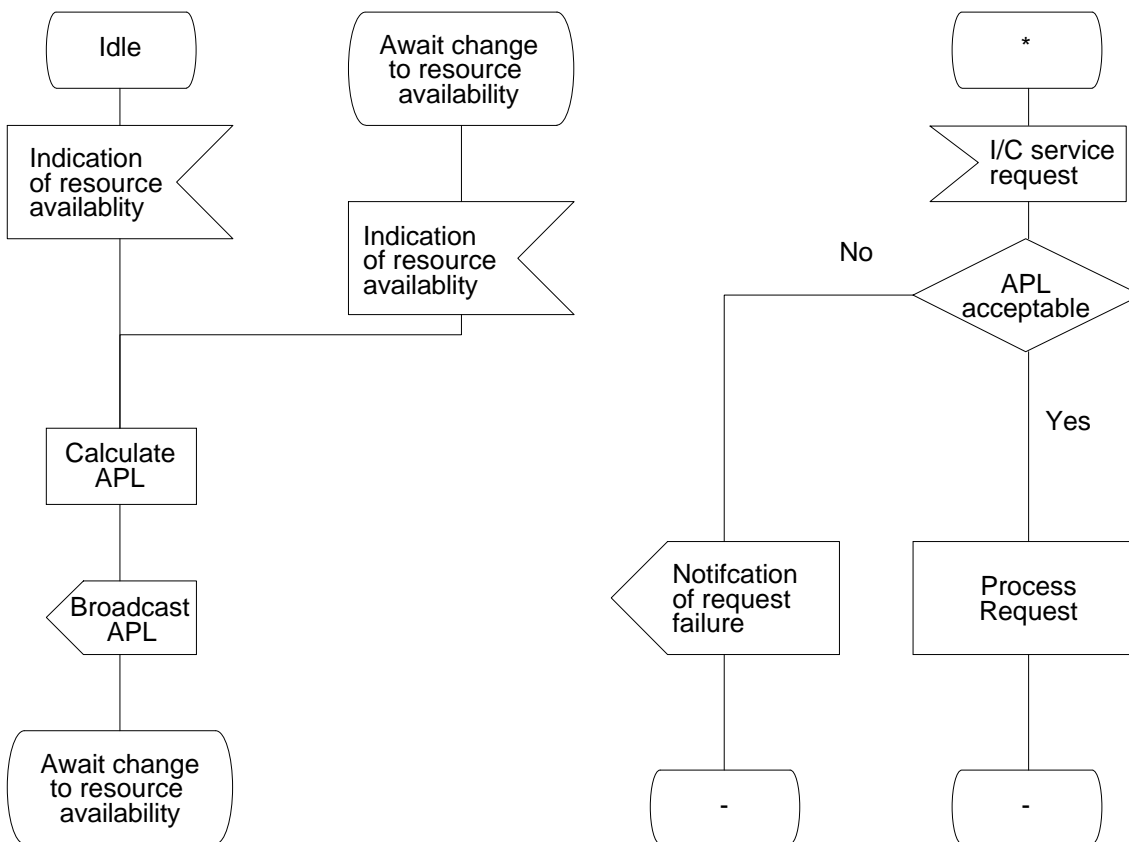 Idle
Await change
to resource
availability
*
Indication
of resource
availablity
I/C service
request
Indication
of resource
availablity
No
APL
acceptable
Yes
Calculate
APL
Broadcast
APL
Notifcation
of request
failure
Process
Request
Await change
to resource
availability
-
-